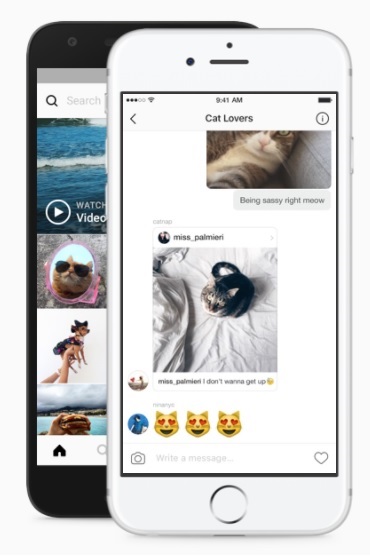 Search
WATCH
Video
9:41 AM
Cat Lovers
Being sassy right meow
catnap
miss_palmieri
miss_palmieri I don't wanna get up
Write a message...